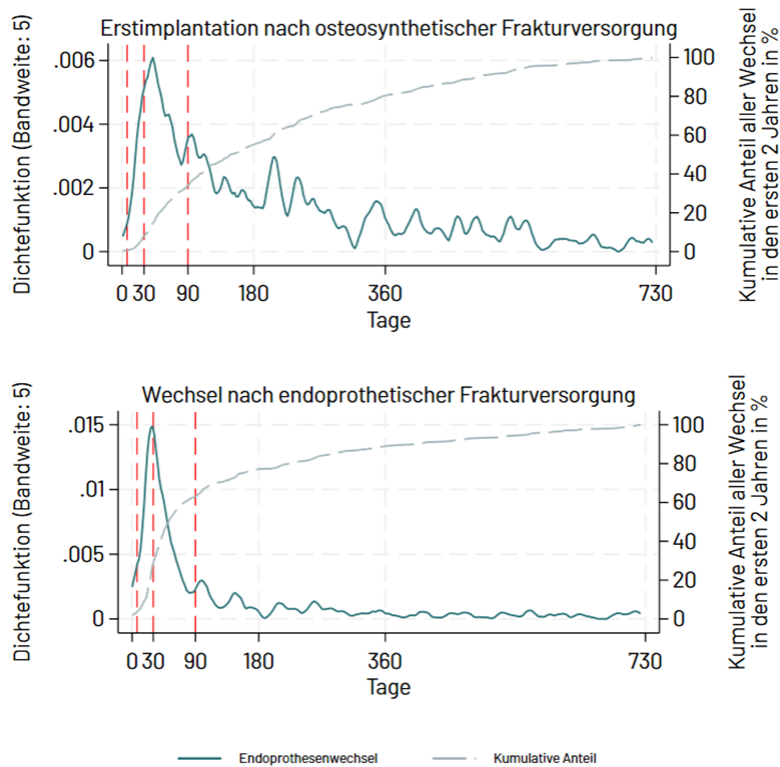 Erstimplantation nach osteosynthetischer Frakturversorgung
Dichtefunktion (Bandweite: 5)
.006
.004
.002
0
100
80
60
40
20
0
Kumulative Anteil aller Wechsel
in den ersten 2 Jahren in %
0 30 90 180 360 730
Tage
Wechsel nach endoprothetischer Frakturversorgung
Dichtefunktion (Bandweite: 5)
.015
.01
.005
0
100
80
60
40
20
0
Kumulative Anteil aller Wechsel
in den ersten 2 Jahren in %
0 30 90 180 360 730
Tage
Endoprothesenwechsel Kumulative Anteil